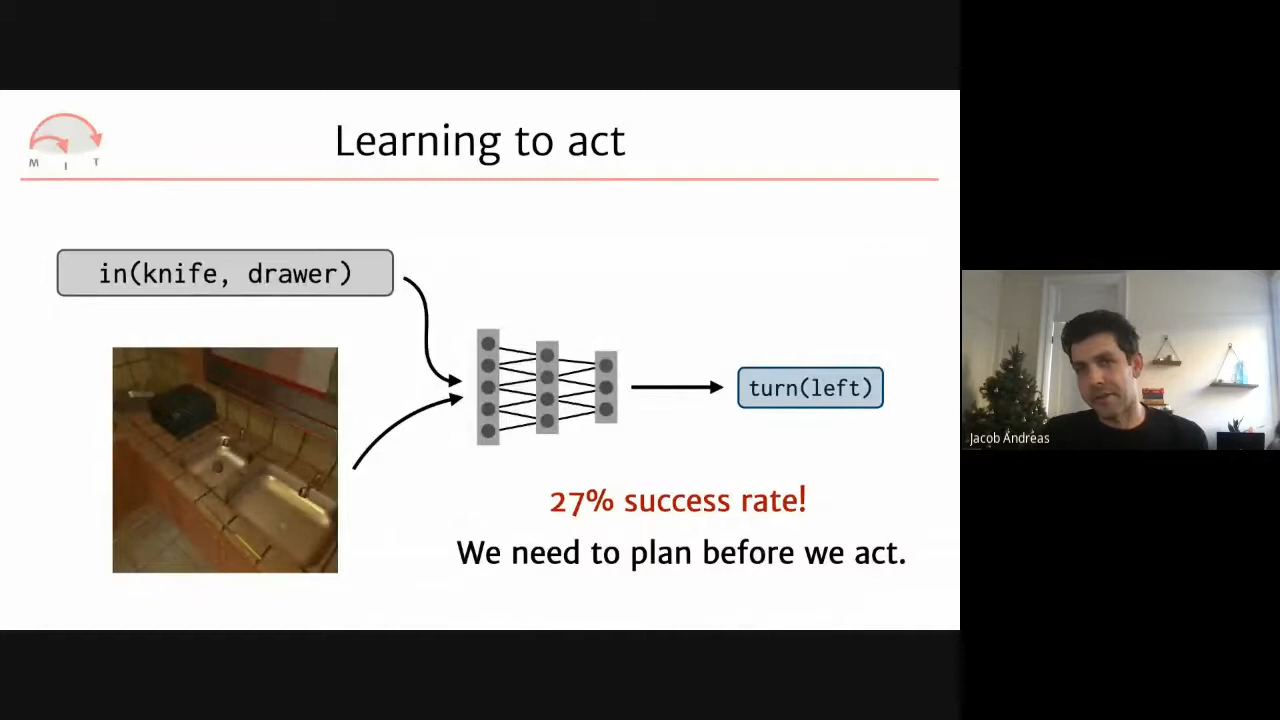 Learning to act
M I T
in(knife, drawer)
turn(left)
27% success rate!
We need to plan before we act.
Jacob Andreas